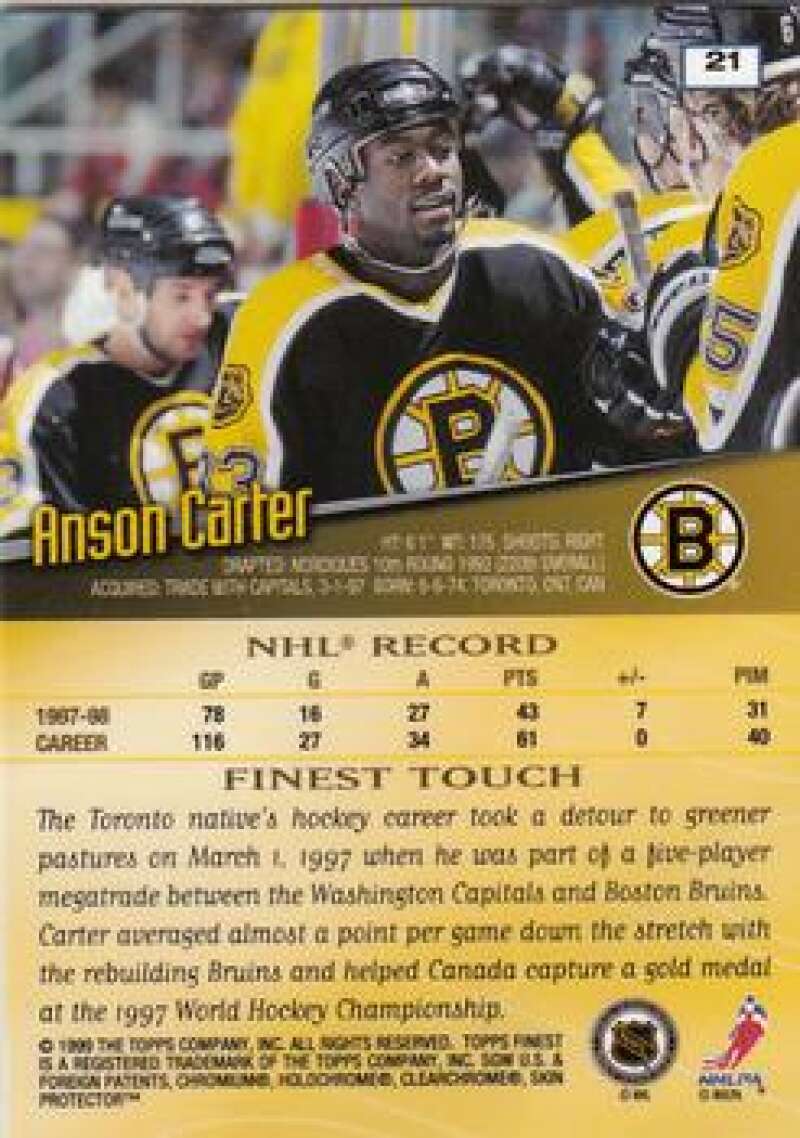 21
Anson Carter
HT: 6'1" WT: 175 SHOOTS: RIGHT
DRAFTED: NORDIQUES 10th ROUND 1992 (220th OVERALL)
ACQUIRED: TRADE WITH CAPITALS, 3-1-97 BORN: 6-6-74, TORONTO, ONT, CAN
B
NHL® RECORD
GP G A PTS +/- PIM
1997-98 78 16 27 43 7 31
CAREER 116 27 34 61 0 40
FINEST TOUCH
The Toronto native's hockey career took a detour to greener
pastures on March 1, 1997 when he was part of a five-player
megatrade between the Washington Capitals and Boston Bruins.
Carter averaged almost a point per game down the stretch with
the rebuilding Bruins and helped Canada capture a gold medal
at the 1997 World Hockey Championship.
© 1999 THE TOPPS COMPANY, INC. ALL RIGHTS RESERVED. TOPPS FINEST
IS A REGISTERED TRADEMARK OF THE TOPPS COMPANY, INC. SGW U.S. &
FOREIGN PATENTS, CHROMIUM®, HOLOCHROME®, CLEARCHROME®, SKIN
PROTECTOR™
NHL
© NHL
NHLPA